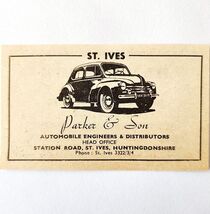 ST. IVES
Parker & Son
AUTOMOBILE ENGINEERS & DISTRIBUTORS
HEAD OFFICE
STATION ROAD, ST. IVES, HUNTINGDONSHIRE
Phone : St. Ives 3322/3/4